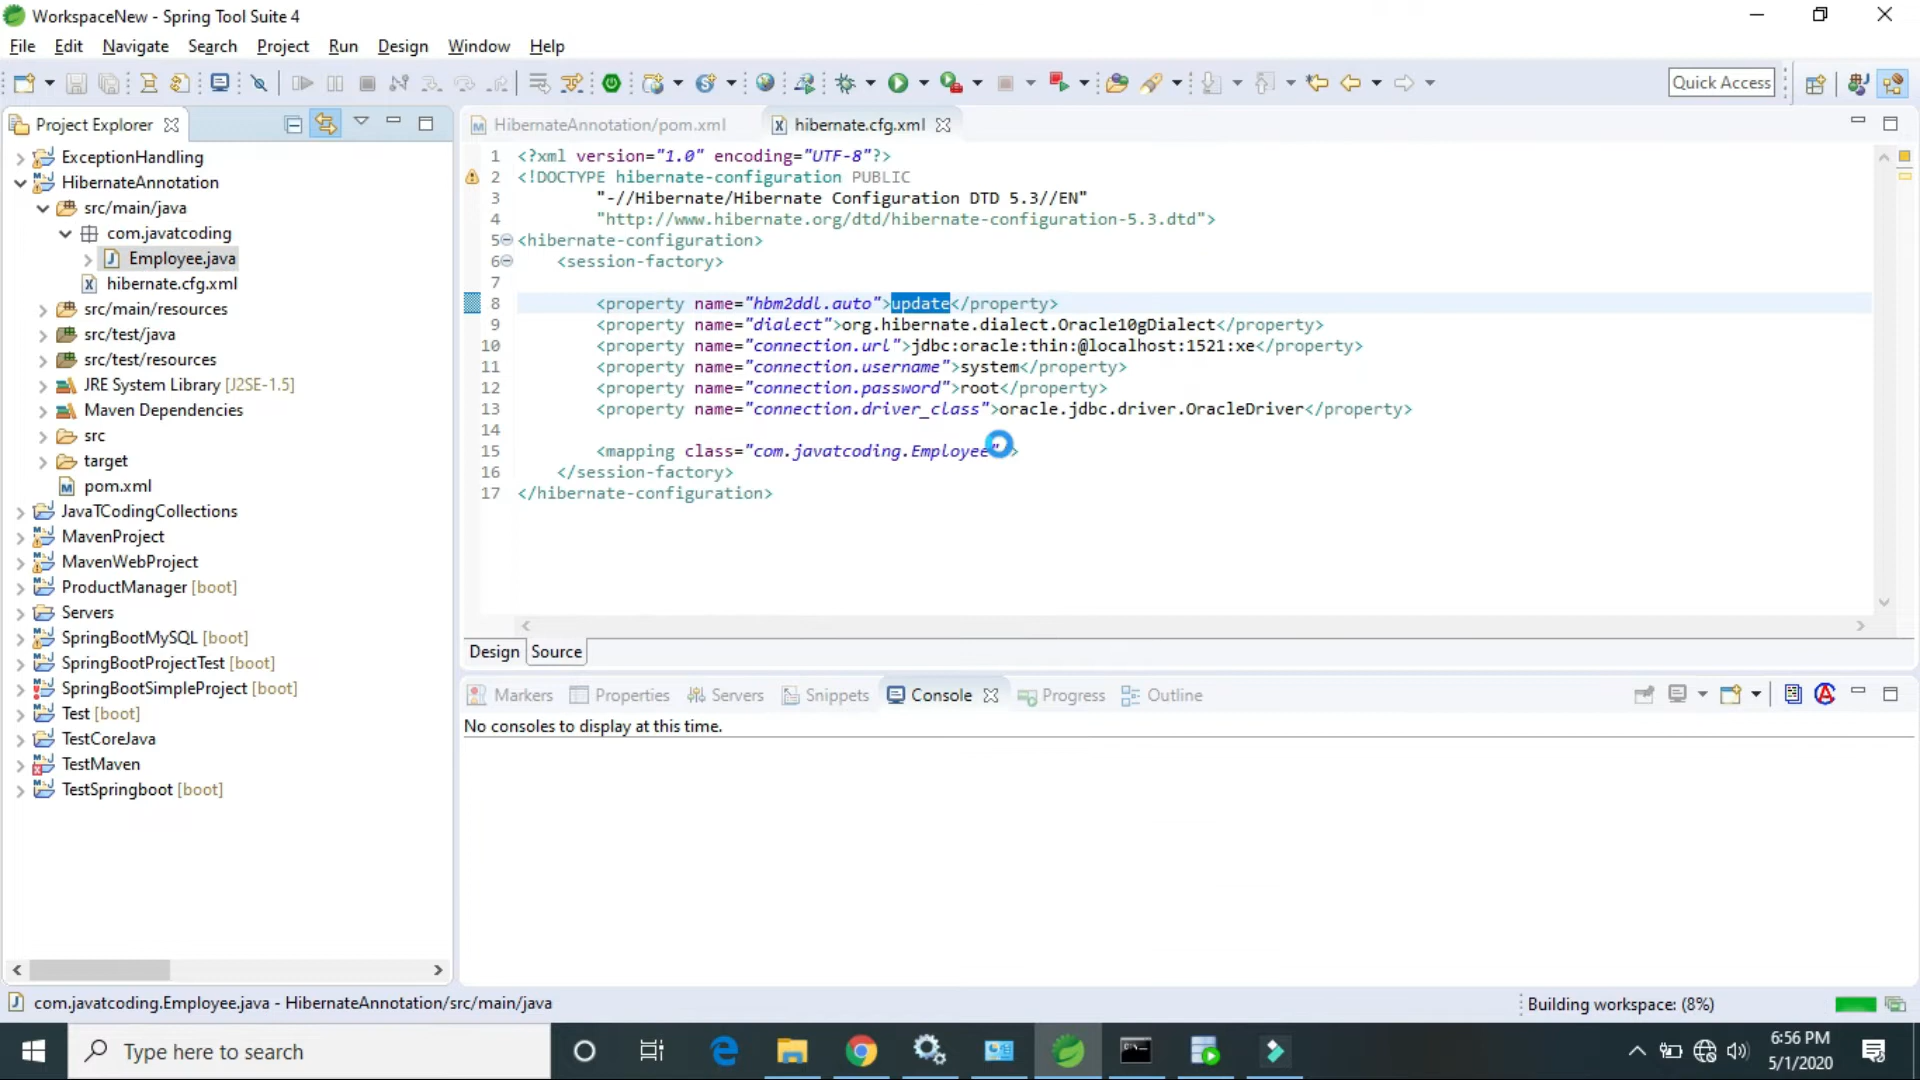 WorkspaceNew - Spring Tool Suite 4
File Edit Navigate Search Project Run Design Window Help
Quick Access
Project Explorer
ExceptionHandling
HibernateAnnotation
src/main/java
com.javatcoding
Employee.java
hibernate.cfg.xml
src/main/resources
src/test/java
src/test/resources
JRE System Library [J2SE-1.5]
Maven Dependencies
src
target
pom.xml
JavaTCodingCollections
MavenProject
MavenWebProject
ProductManager [boot]
Servers
SpringBootMySQL [boot]
SpringBootProjectTest [boot]
SpringBootSimpleProject [boot]
Test [boot]
TestCoreJava
TestMaven
TestSpringboot [boot]
HibernateAnnotation/pom.xml hibernate.cfg.xml
1 <?xml version="1.0" encoding="UTF-8"?>
2 <!DOCTYPE hibernate-configuration PUBLIC
3 "-//Hibernate/Hibernate Configuration DTD 5.3//EN"
4 "http://www.hibernate.org/dtd/hibernate-configuration-5.3.dtd">
5 <hibernate-configuration>
6 <session-factory>
7
8 <property name="hbm2ddl.auto">update</property>
9 <property name="dialect">org.hibernate.dialect.Oracle10gDialect</property>
10 <property name="connection.url">jdbc:oracle:thin:@localhost:1521:xe</property>
11 <property name="connection.username">system</property>
12 <property name="connection.password">root</property>
13 <property name="connection.driver_class">oracle.jdbc.driver.OracleDriver</property>
14
15 <mapping class="com.javatcoding.Employee">
16 </session-factory>
17 </hibernate-configuration>
Design Source
Markers Properties Servers Snippets Console Progress Outline
No consoles to display at this time.
com.javatcoding.Employee.java - HibernateAnnotation/src/main/java
Building workspace: (8%)
Type here to search
6:56 PM
5/1/2020